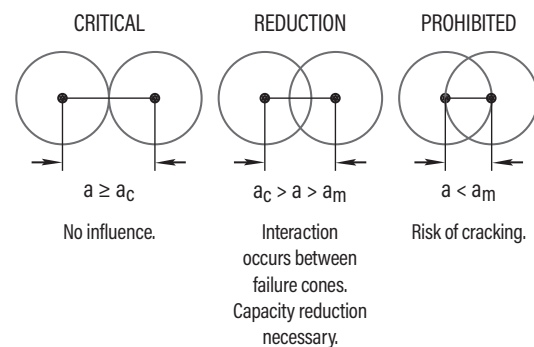 CRITICAL
REDUCTION
PROHIBITED
a ≥ ac
ac > a > am
a < am
No influence.
Interaction
occurs between
failure cones.
Capacity reduction
necessary.
Risk of cracking.